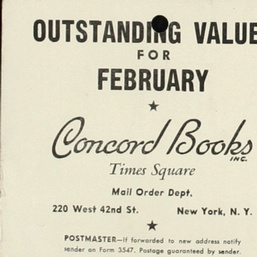 OUTSTANDING VALUE
FOR
FEBRUARY
Concord Books
INC.
Times Square
Mail Order Dept.
220 West 42nd St. New York, N. Y.
POSTMASTER—If forwarded to new address notify
sender on Form 3547. Postage guaranteed by sender.